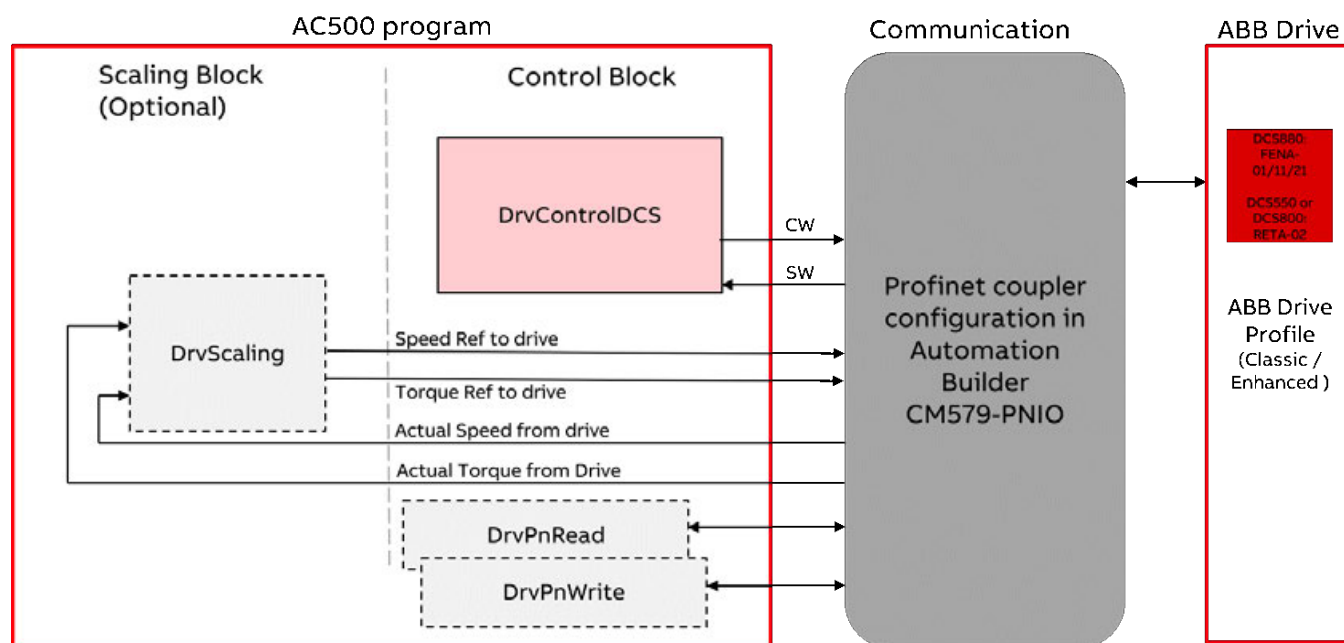 AC500 program
Communication
ABB Drive
Scaling Block
(Optional)
Control Block
DrvControlDCS
CW
SW
DrvScaling
Speed Ref to drive
Torque Ref to drive
Actual Speed from drive
Actual Torque from Drive
DrvPnRead
DrvPnWrite
Profinet coupler
configuration in
Automation
Builder
CM579-PNIO
DCS880:
FENA-
01/11/21
DCS550 or
DCS800:
RETA-02
ABB Drive
Profile
(Classic /
Enhanced )